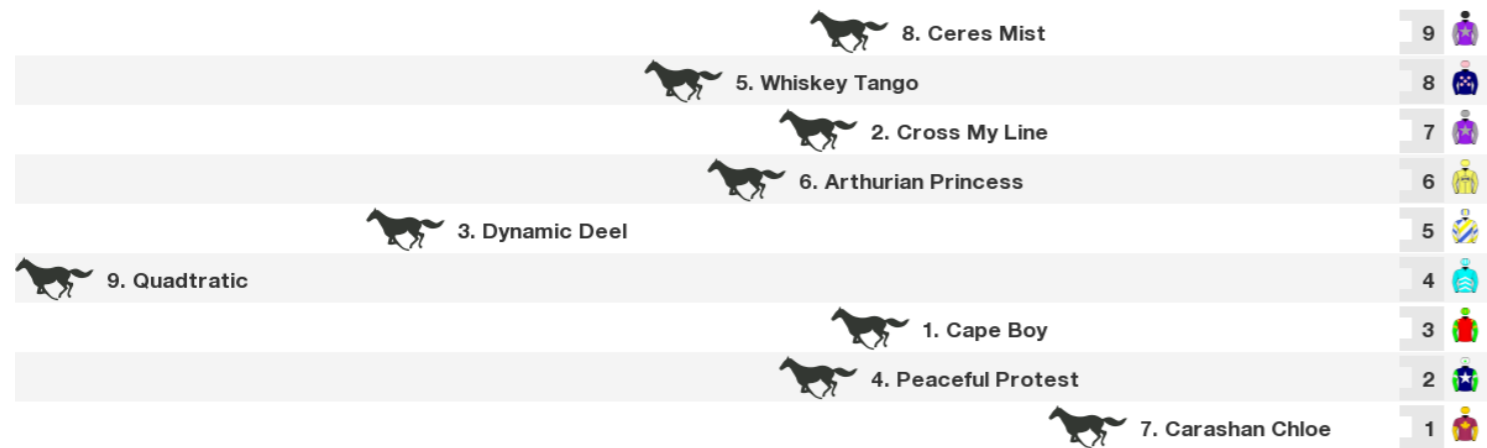 8. Ceres Mist 9
5. Whiskey Tango 8
2. Cross My Line 7
6. Arthurian Princess 6
3. Dynamic Deel 5
9. Quadtratic 4
1. Cape Boy 3
4. Peaceful Protest 2
7. Carashan Chloe 1